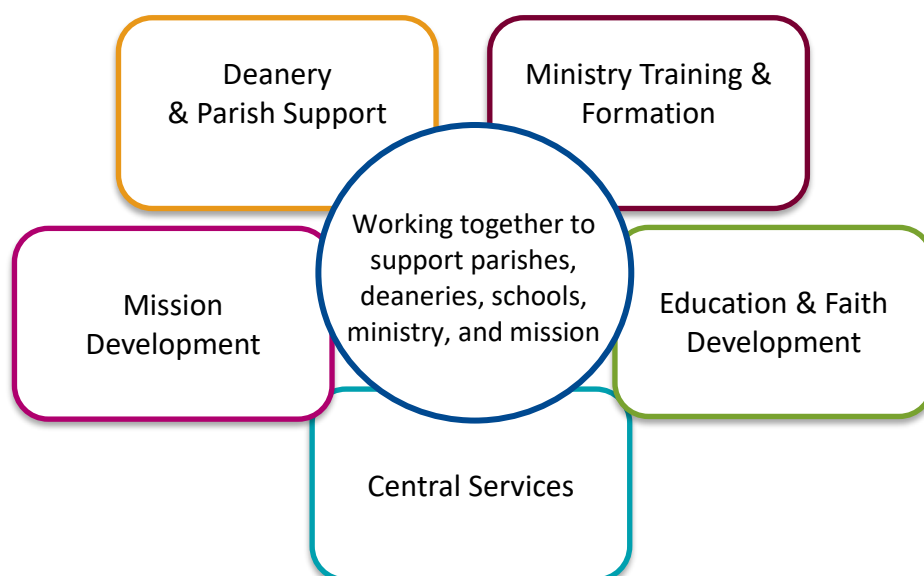 Deanery
& Parish Support
Ministry Training &
Formation
Working together to
support parishes,
deaneries, schools,
ministry, and mission
Mission
Development
Education & Faith
Development
Central Services